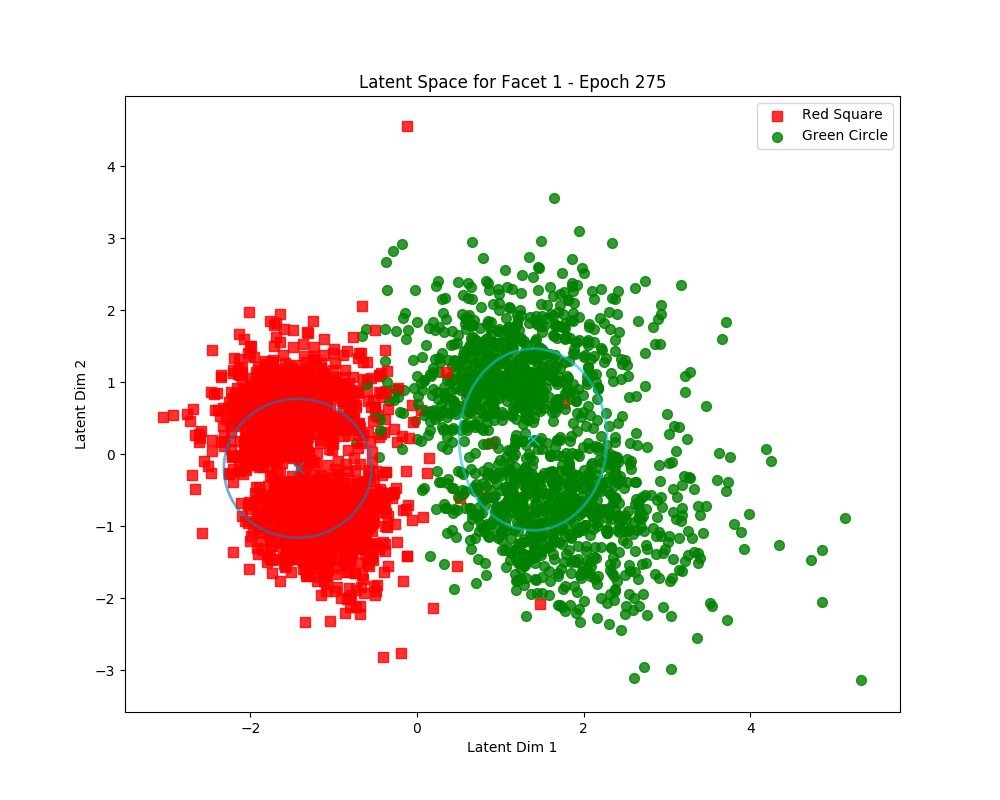 Latent Space for Facet 1 - Epoch 275
Red Square
Green Circle
4
3
2
1
0
−1
−2
−3
Latent Dim 2
−2
0
2
4
Latent Dim 1